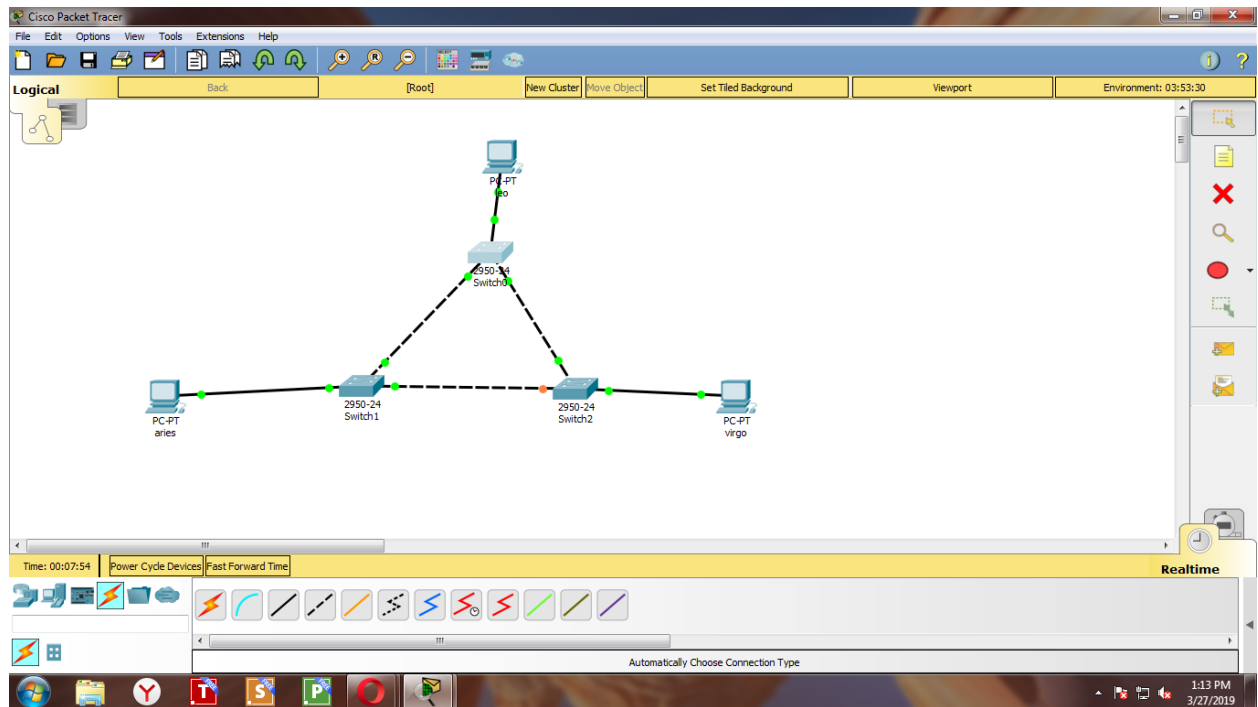 Cisco Packet Tracer
File Edit Options View Tools Extensions Help
Logical Back [Root] New Cluster Move Object Set Tiled Background Viewport Environment: 03:53:30
PC-PT
leo
2950-24
Switch0
2950-24
Switch1
2950-24
Switch2
PC-PT
aries
PC-PT
virgo
Time: 00:07:54 Power Cycle Devices Fast Forward Time
Realtime
Automatically Choose Connection Type
1:13 PM
3/27/2019